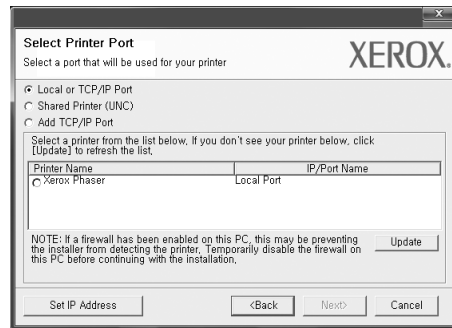 Select Printer Port
Select a port that will be used for your printer
XEROX.
Local or TCP/IP Port
Shared Printer (UNC)
Add TCP/IP Port
Select a printer from the list below. If you don't see your printer below, click
[Update] to refresh the list.
Printer Name IP/Port Name
Xerox Phaser Local Port
NOTE: If a firewall has been enabled on this PC, this may be preventing
the installer from detecting the printer. Temporarily disable the firewall on
this PC before continuing with the installation.
Update
Set IP Address <Back Next> Cancel